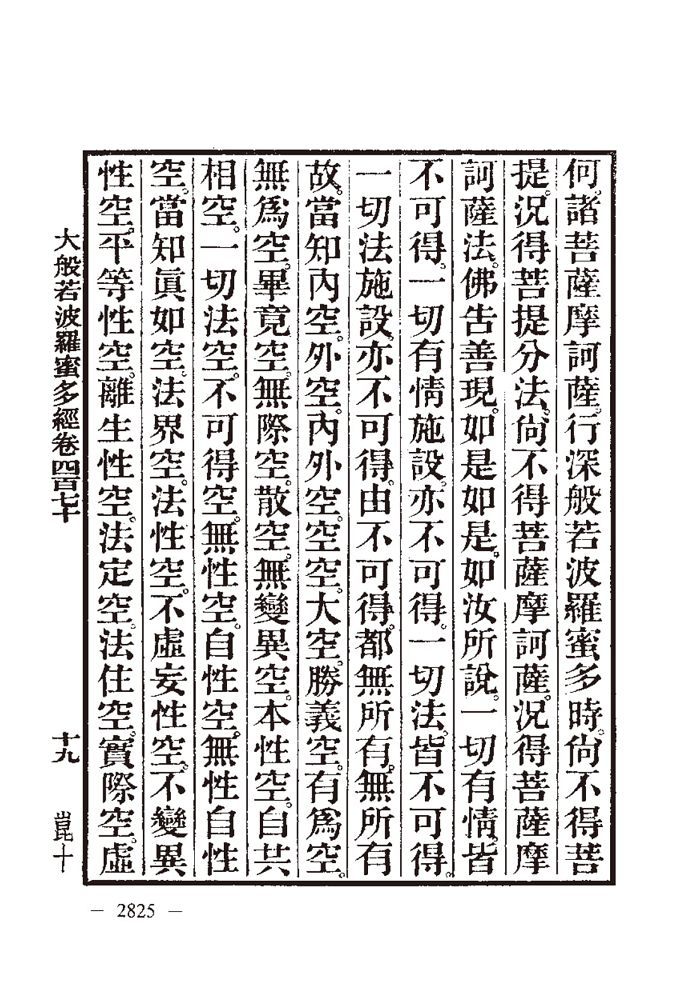 何。諸菩薩摩訶薩。行深般若波羅蜜多時。尙不得菩
提。況得菩提分法。尙不得菩薩摩訶薩。況得菩薩摩
訶薩法。佛告善現。如是如是。如汝所說。一切有情。皆
不可得。一切有情施設。亦不可得。一切法。皆不可得。
一切法施設。亦不可得。由不可得。都無所有。無所有
故。當知內空。外空。內外空。空空。大空。勝義空。有爲空。
無爲空。畢竟空。無際空。散空。無變異空。本性空。自共
相空。一切法空。不可得空。無性空。自性空。無性自性
空。當知眞如空。法界空。法性空。不虛妄性空。不變異
性空。平等性空。離生性空。法定空。法住空。實際空。虛
大般若波羅蜜多經卷四百七十 十九 崑十
— 2825 —